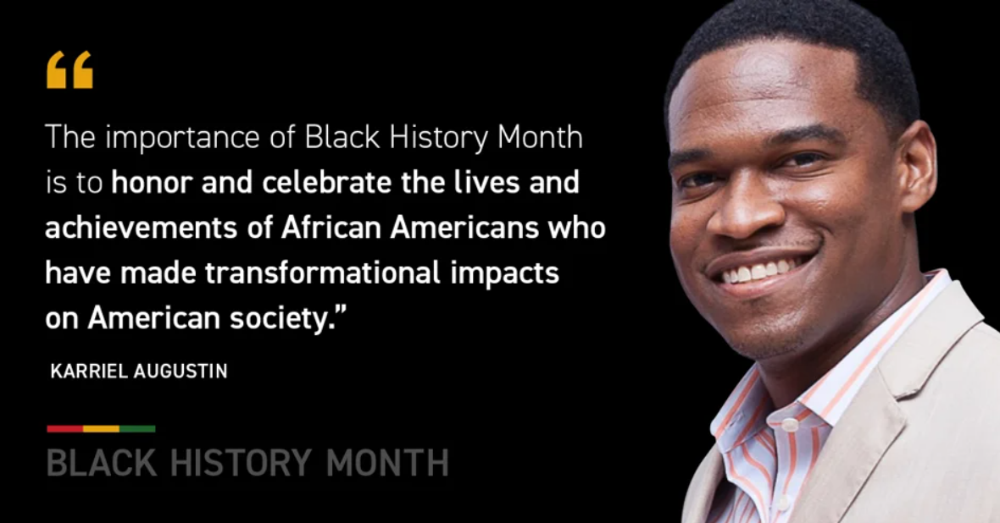 “
The importance of Black History Month
is to honor and celebrate the lives and
achievements of African Americans who
have made transformational impacts
on American society.”
KARRIEL AUGUSTIN
BLACK HISTORY MONTH